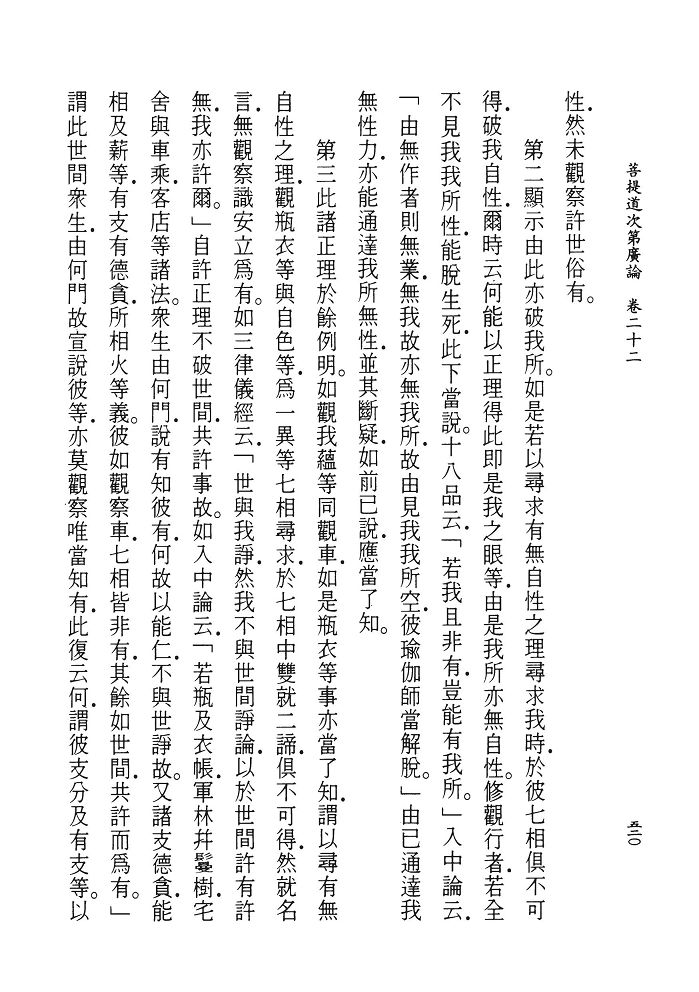 菩提道次第廣論　卷二十二
五二〇
性．然未觀察許世俗有。
第二顯示由此亦破我所。如是若以尋求有無自性之理尋求我時．於彼七相俱不可
得．破我自性．爾時云何能以正理得此即是我之眼等．由是我所亦無自性。修觀行者．若全
不見我我所性．能脫生死．此下當說。十八品云．「若我且非有．豈能有我所。」入中論云．
「由無作者則無業．無我故亦無我所．故由見我我所空．彼瑜伽師當解脫。」由已通達我
無性力．亦能通達我所無性．並其斷疑．如前已說．應當了知。
第三此諸正理於餘例明。如觀我蘊等同觀車．如是瓶衣等事亦當了知．謂以尋有無
自性之理．觀瓶衣等與自色等．為一異等七相尋求．於七相中雙就二諦．俱不可得．然就名
言．無觀察識安立為有。如三律儀經云．「世與我諍．然我不與世間諍論．以於世間許有許
無．我亦許爾。」自許正理不破世間．共許事故。如入中論云．「若瓶及衣帳．軍林幷鬘樹．宅
舍與車乘．客店等諸法。衆生由何門．說有知彼有．何故以能仁．不與世諍故。又諸支德貪．能
相及薪等．有支有德貪．所相火等義。彼如觀察車．七相皆非有．其餘如世間．共許而為有。」
謂此世間衆生．由何門故宣說彼等．亦莫觀察唯當知有．此復云何．謂彼支分及有支等。以